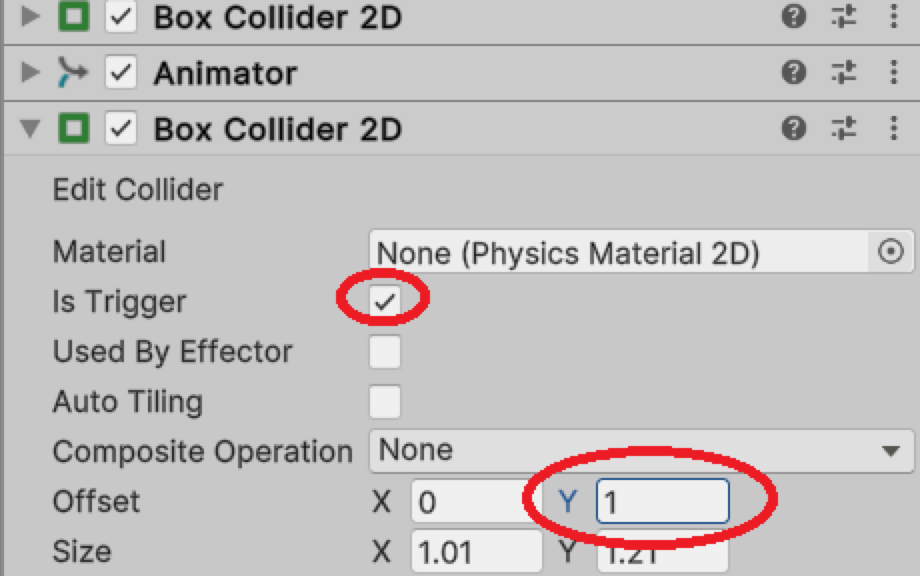 Box Collider 2D
Animator
Box Collider 2D
Edit Collider
Material None (Physics Material 2D)
Is Trigger
Used By Effector
Auto Tiling
Composite Operation None
Offset X 0 Y 1
Size X 1.01 Y 1.21